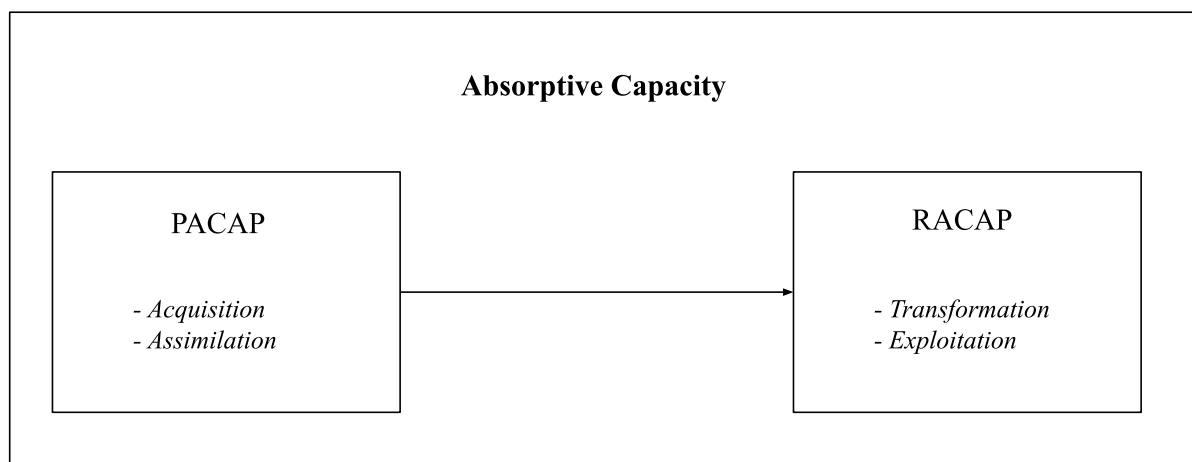 Absorptive Capacity
PACAP
- Acquisition
- Assimilation
RACAP
- Transformation
- Exploitation